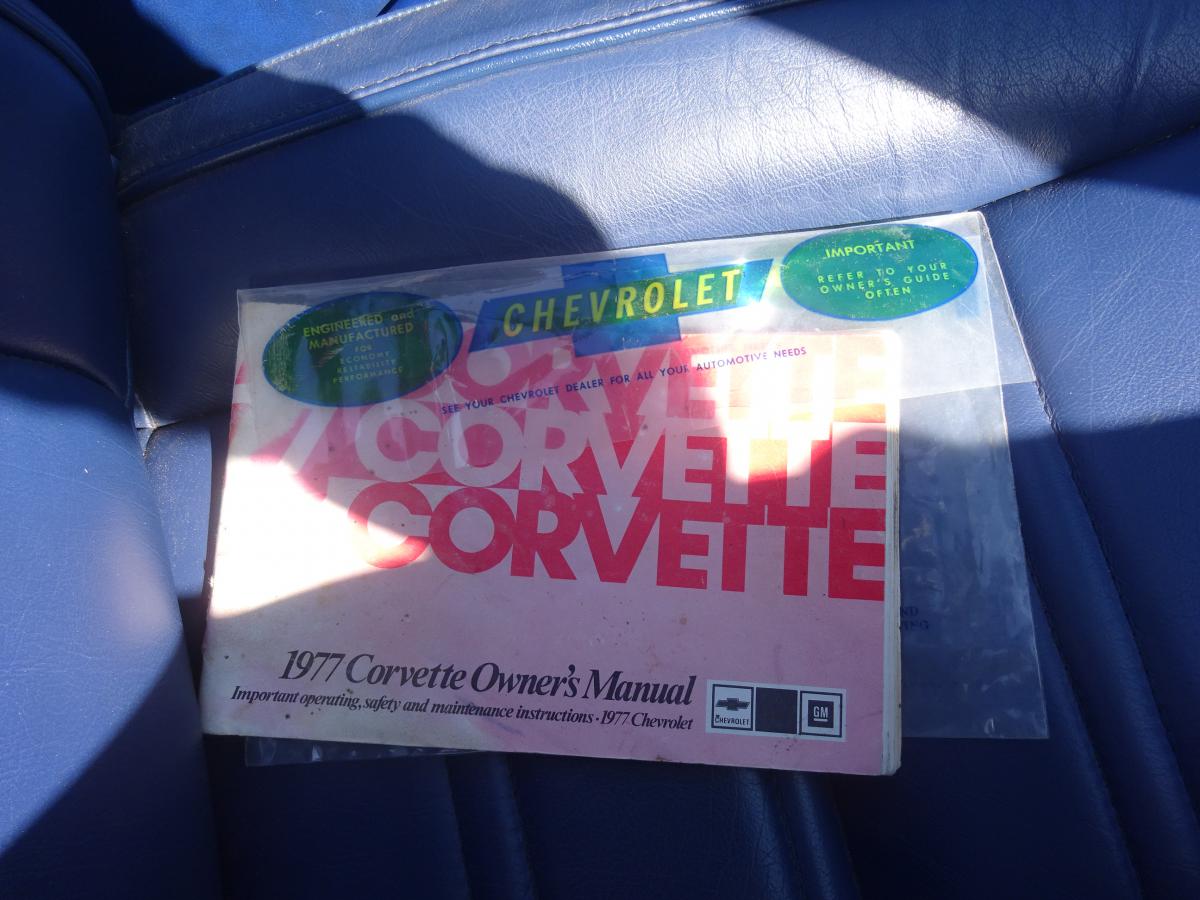 ENGINEERED and
MANUFACTURED
FOR
ECONOMY
RELIABILITY
PERFORMANCE
CHEVROLET
IMPORTANT
REFER TO YOUR
OWNER'S GUIDE
OFTEN
SEE YOUR CHEVROLET DEALER FOR ALL YOUR AUTOMOTIVE NEEDS
CORVETTE
CORVETTE
CORVETTE
1977 Corvette Owner's Manual
Important operating, safety and maintenance instructions • 1977 Chevrolet
CHEVROLET
GM